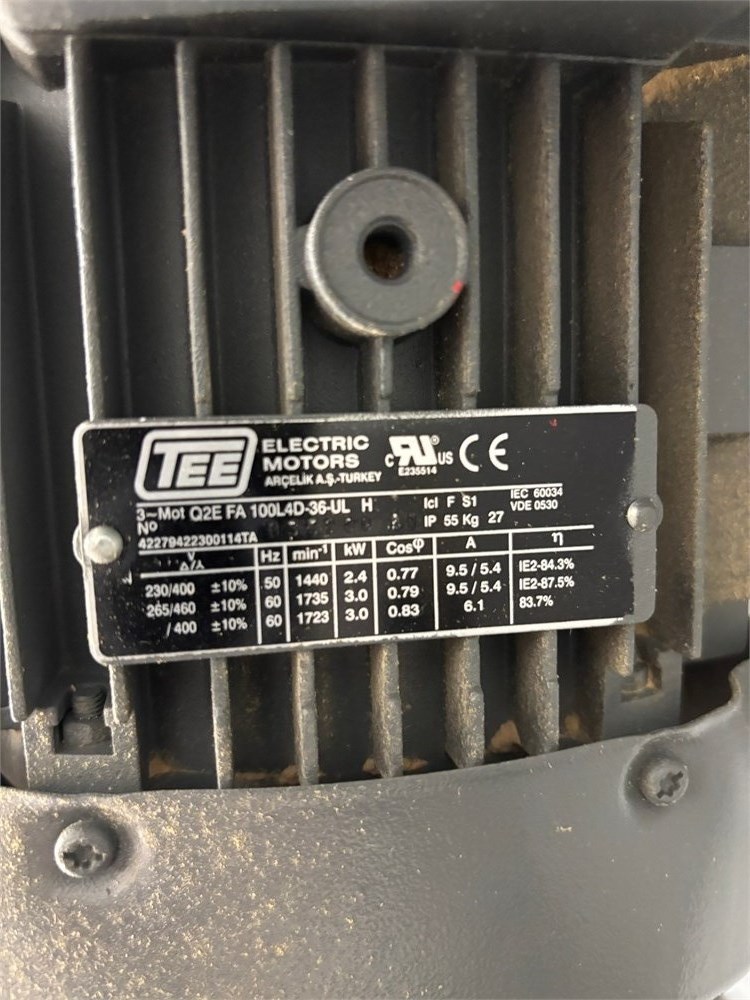 TEE ELECTRIC MOTORS
ARÇELİK A.Ş.-TURKEY
c RU® US
E235514
CE
3~Mot Q2E FA 100L4D-36-UL H Icl F S1 IEC 60034
Nº IP 55 Kg 27 VDE 0530
42279422300114TA
V Δ/⅄ Hz min⁻¹ kW Cosφ A η
230/400 ±10% 50 1440 2.4 0.77 9.5 / 5.4 IE2-84.3%
265/460 ±10% 60 1735 3.0 0.79 9.5 / 5.4 IE2-87.5%
/ 400 ±10% 60 1723 3.0 0.83 6.1 83.7%